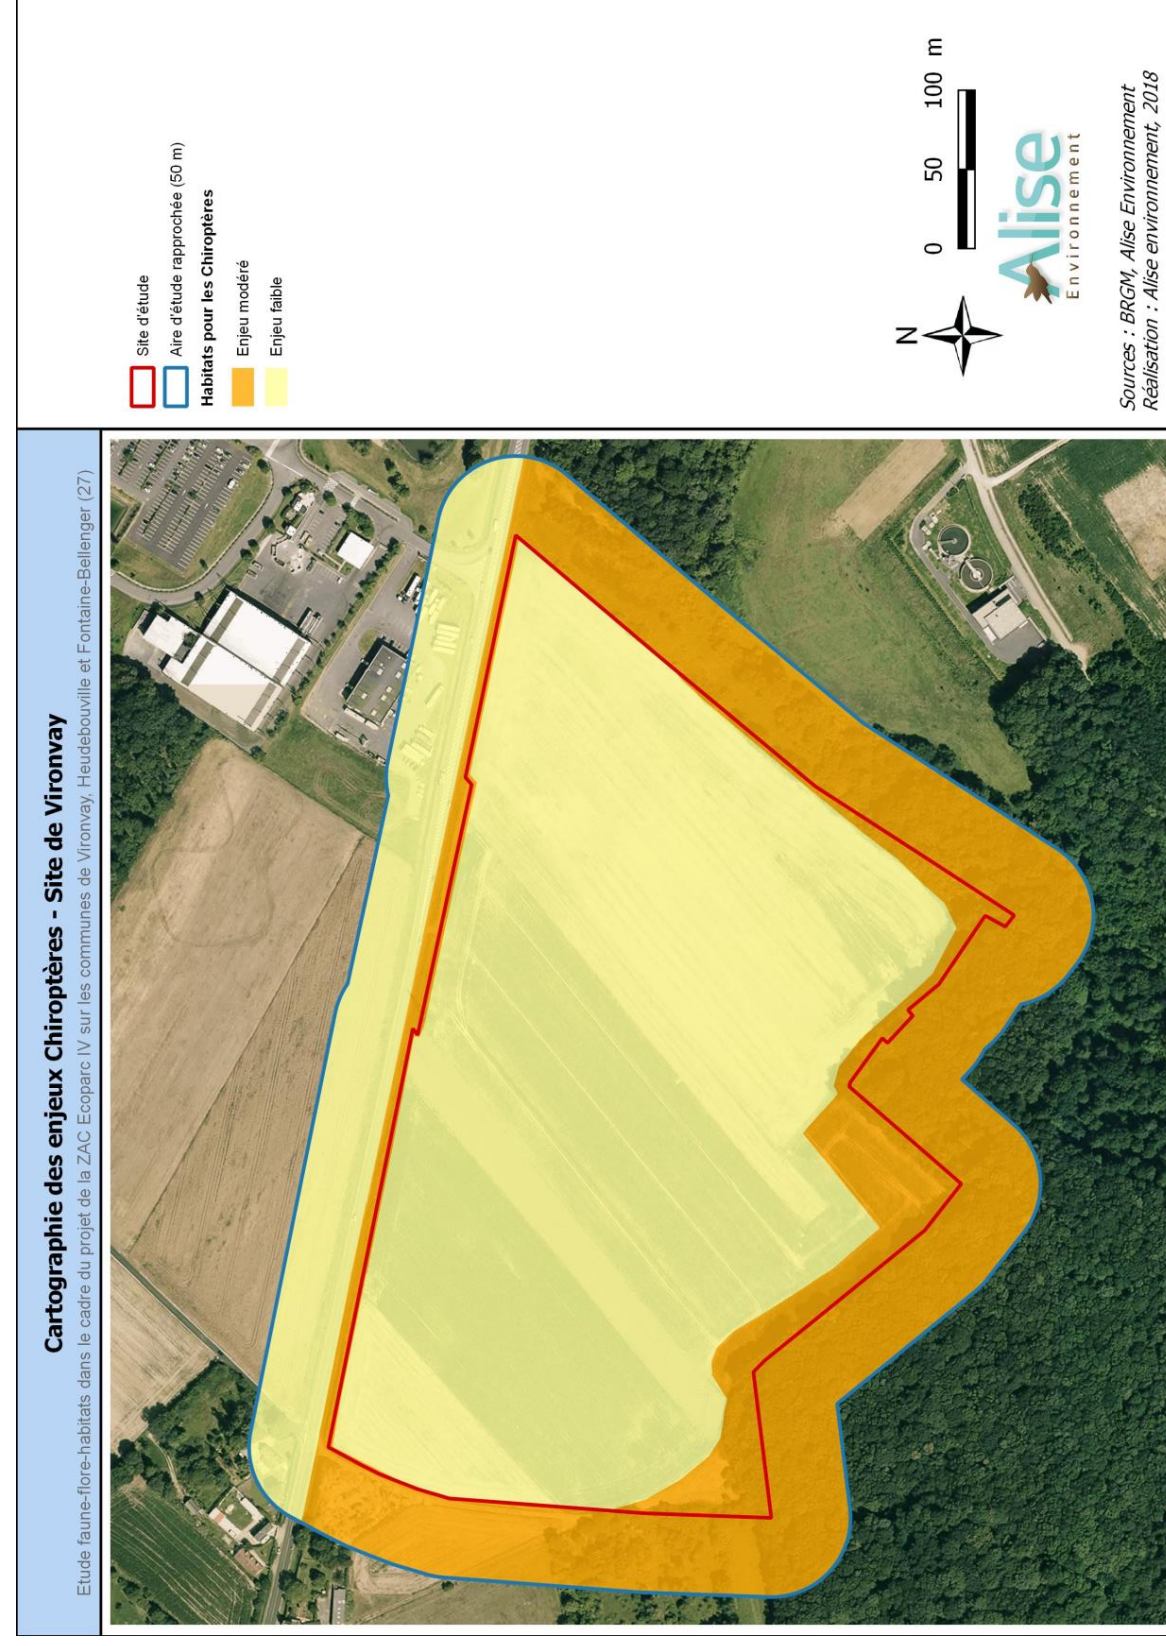 Cartographie des enjeux Chiroptères - Site de Vironvay
Etude faune-flore-habitats dans le cadre du projet de la ZAC Ecoparc IV sur les communes de Vironvay, Heudebouville et Fontaine-Bellenger (27)
Site d'étude
Aire d'étude rapprochée (50 m)
Habitats pour les Chiroptères
Enjeu modéré
Enjeu faible
N
0 50 100 m
Alise
Environnement
Sources : BRGM, Alise Environnement
Réalisation : Alise environnement, 2018